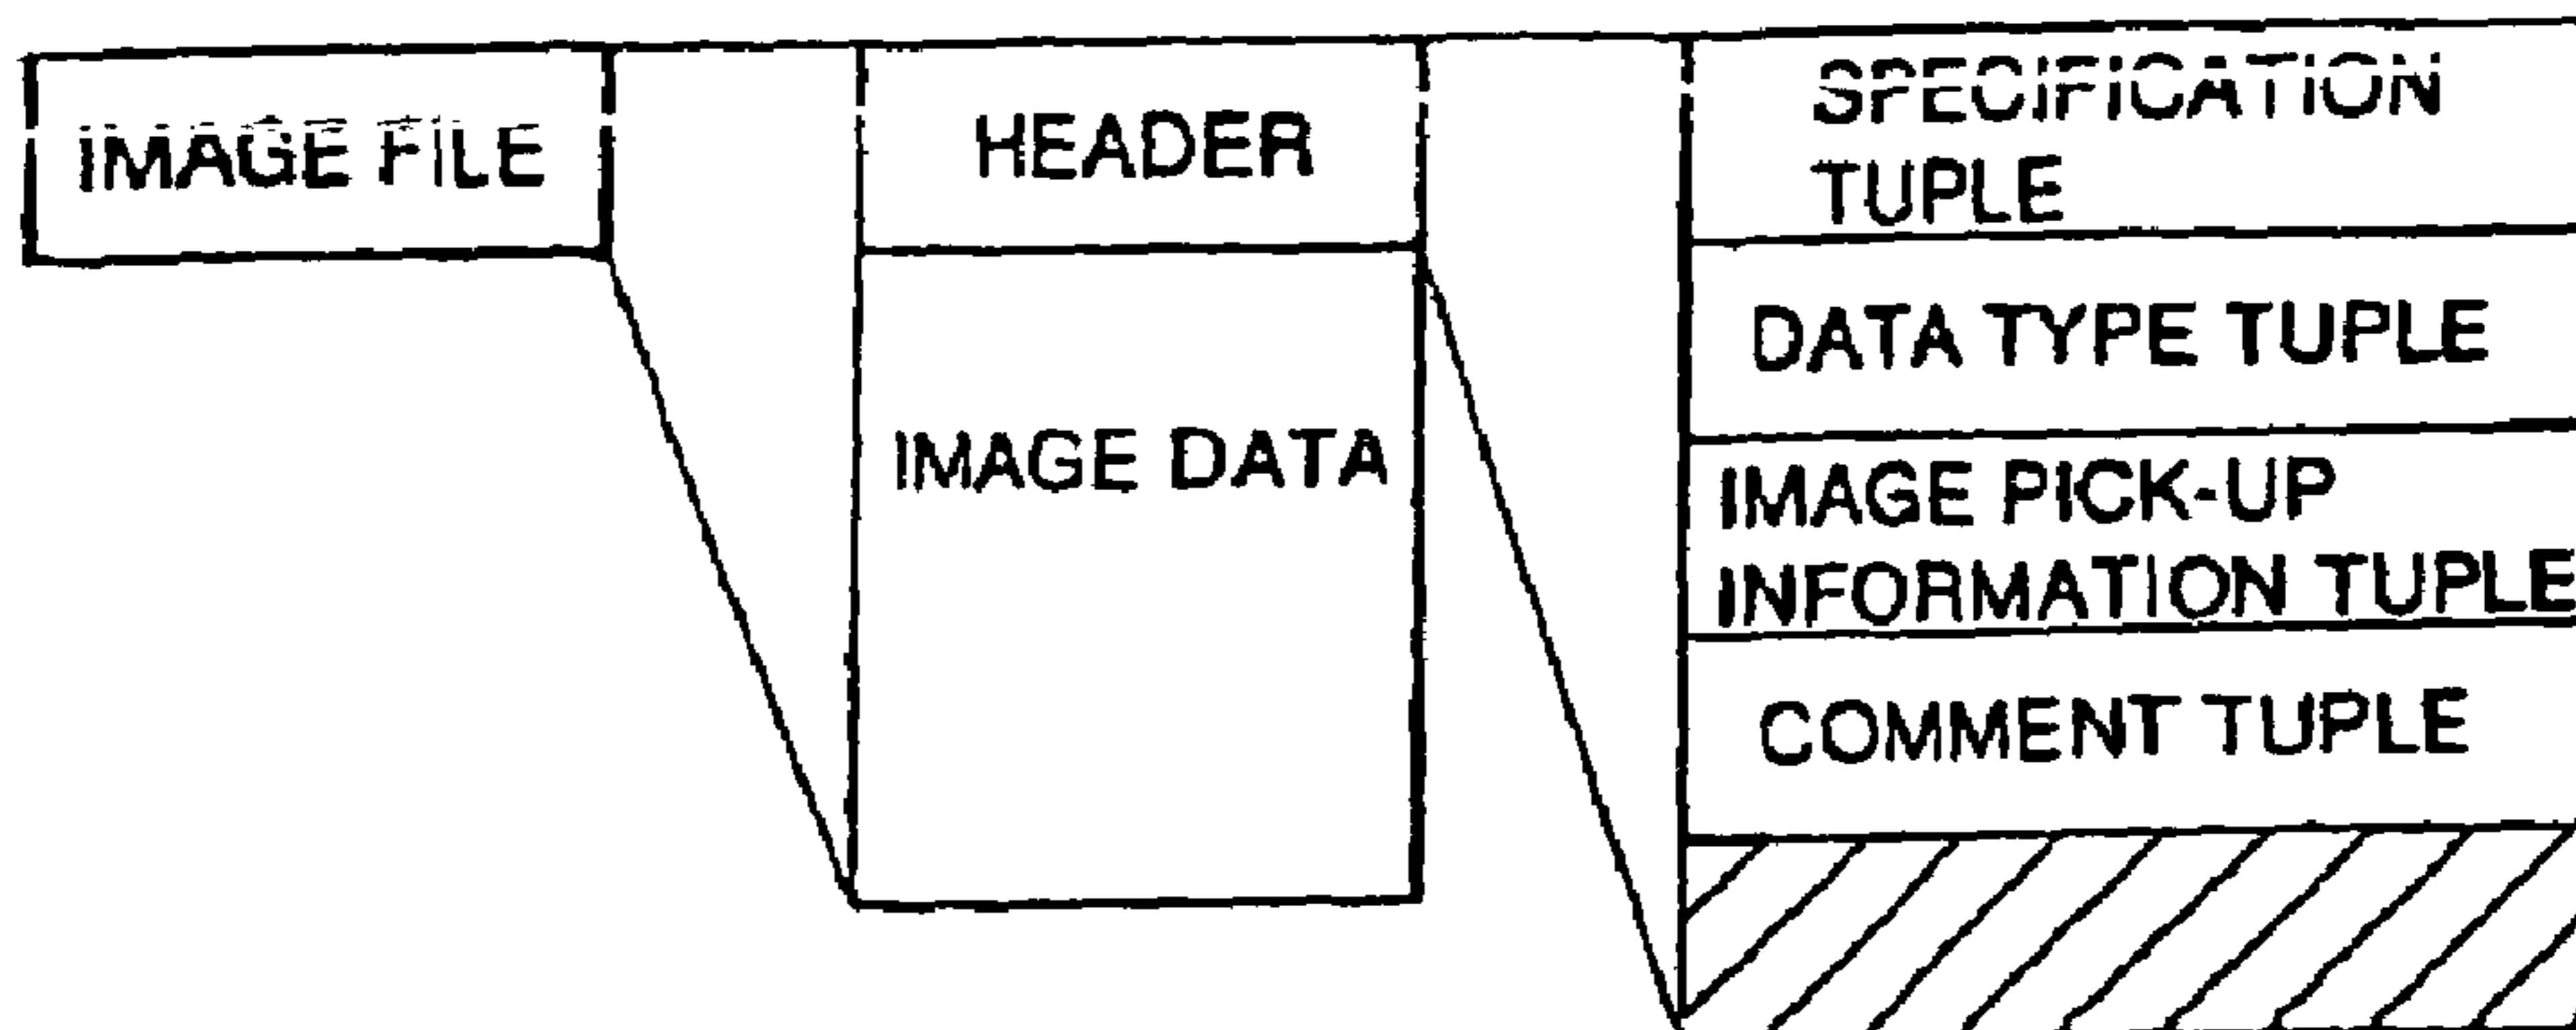 IMAGE FILE
HEADER
IMAGE DATA
SPECIFICATION
TUPLE
DATA TYPE TUPLE
IMAGE PICK-UP
INFORMATION TUPLE
COMMENT TUPLE